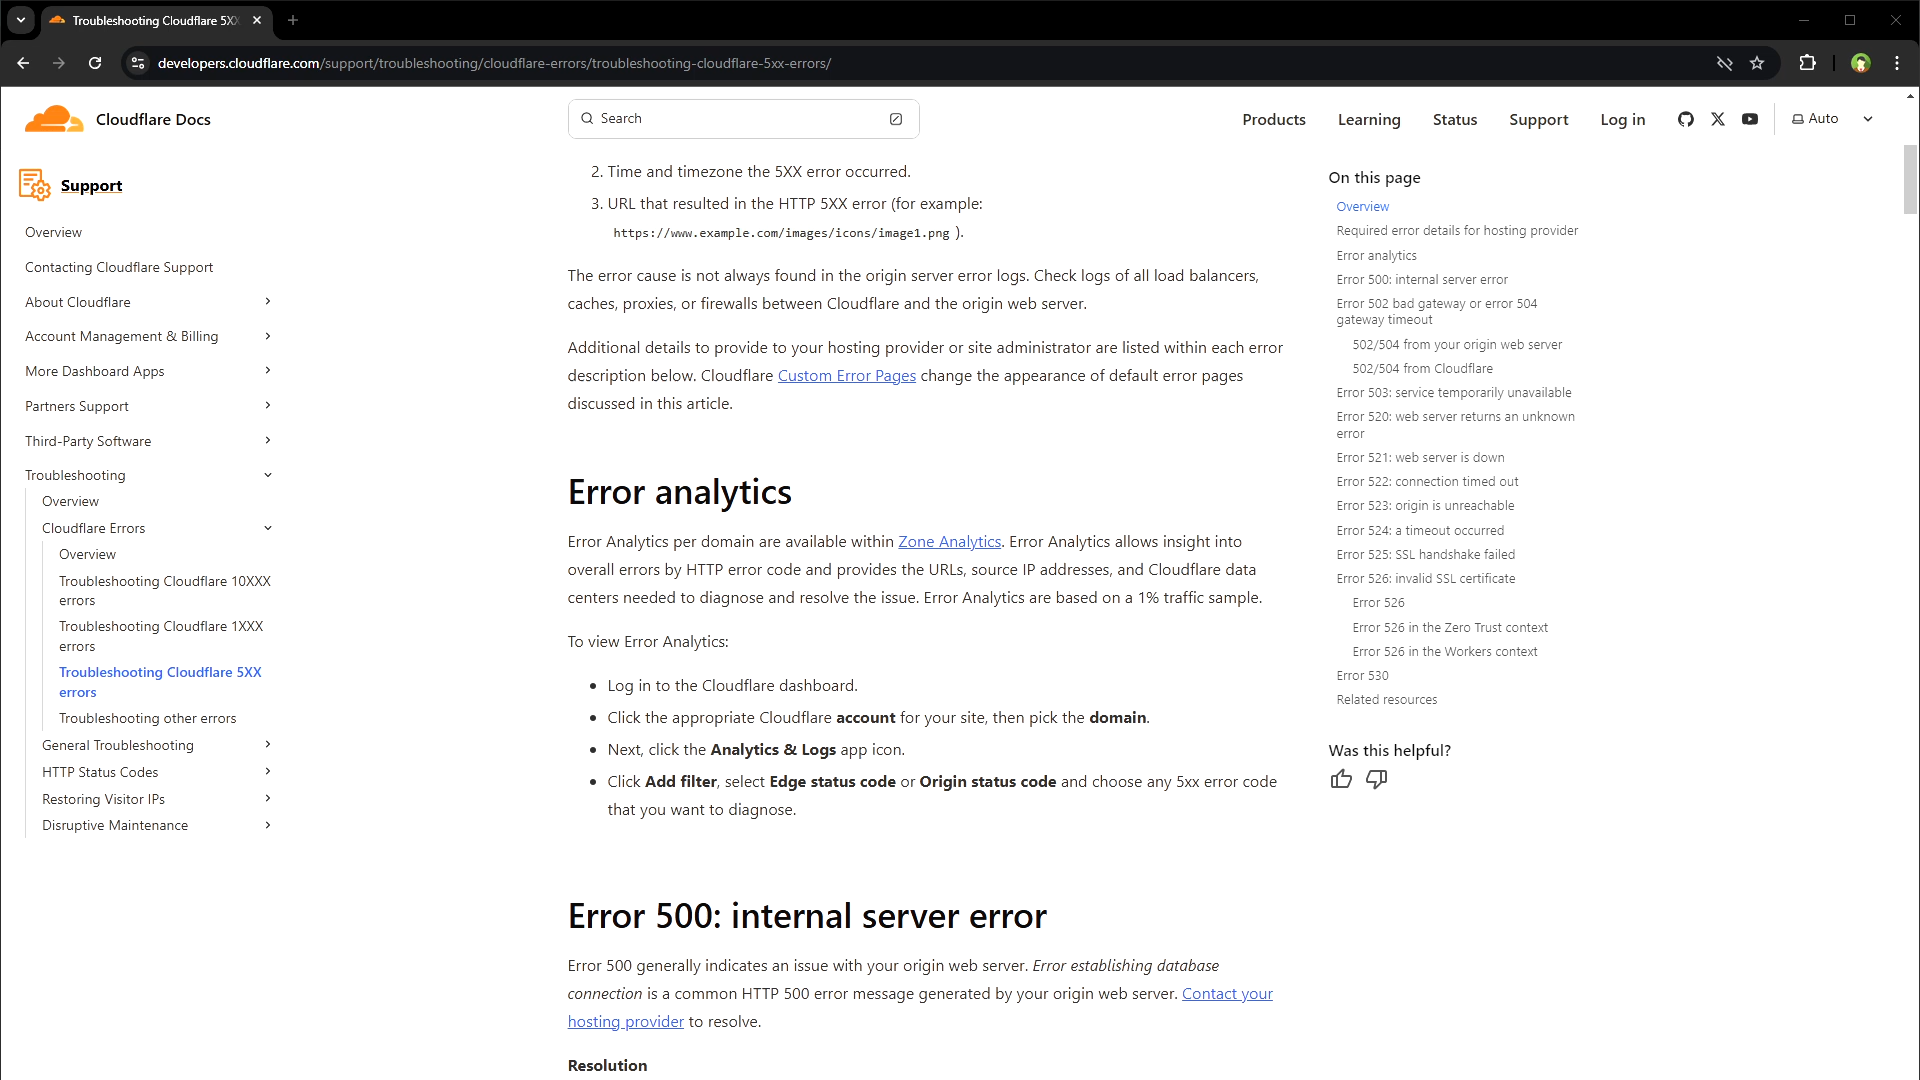 Troubleshooting Cloudflare 5XX
developers.cloudflare.com/support/troubleshooting/cloudflare-errors/troubleshooting-cloudflare-5xx-errors/
Cloudflare Docs
Search
Products
Learning
Status
Support
Log in
Auto
Support
Overview
Contacting Cloudflare Support
About Cloudflare
Account Management & Billing
More Dashboard Apps
Partners Support
Third-Party Software
Troubleshooting
Overview
Cloudflare Errors
Overview
Troubleshooting Cloudflare 10XXX
errors
Troubleshooting Cloudflare 1XXX
errors
Troubleshooting Cloudflare 5XX
errors
Troubleshooting other errors
General Troubleshooting
HTTP Status Codes
Restoring Visitor IPs
Disruptive Maintenance
2. Time and timezone the 5XX error occurred.
3. URL that resulted in the HTTP 5XX error (for example:
https://www.example.com/images/icons/image1.png ).
The error cause is not always found in the origin server error logs. Check logs of all load balancers,
caches, proxies, or firewalls between Cloudflare and the origin web server.
Additional details to provide to your hosting provider or site administrator are listed within each error
description below. Cloudflare Custom Error Pages change the appearance of default error pages
discussed in this article.
Error analytics
Error Analytics per domain are available within Zone Analytics. Error Analytics allows insight into
overall errors by HTTP error code and provides the URLs, source IP addresses, and Cloudflare data
centers needed to diagnose and resolve the issue. Error Analytics are based on a 1% traffic sample.
To view Error Analytics:
• Log in to the Cloudflare dashboard.
• Click the appropriate Cloudflare account for your site, then pick the domain.
• Next, click the Analytics & Logs app icon.
• Click Add filter, select Edge status code or Origin status code and choose any 5xx error code
that you want to diagnose.
Error 500: internal server error
Error 500 generally indicates an issue with your origin web server. Error establishing database
connection is a common HTTP 500 error message generated by your origin web server. Contact your
hosting provider to resolve.
Resolution
On this page
Overview
Required error details for hosting provider
Error analytics
Error 500: internal server error
Error 502 bad gateway or error 504
gateway timeout
502/504 from your origin web server
502/504 from Cloudflare
Error 503: service temporarily unavailable
Error 520: web server returns an unknown
error
Error 521: web server is down
Error 522: connection timed out
Error 523: origin is unreachable
Error 524: a timeout occurred
Error 525: SSL handshake failed
Error 526: invalid SSL certificate
Error 526
Error 526 in the Zero Trust context
Error 526 in the Workers context
Error 530
Related resources
Was this helpful?